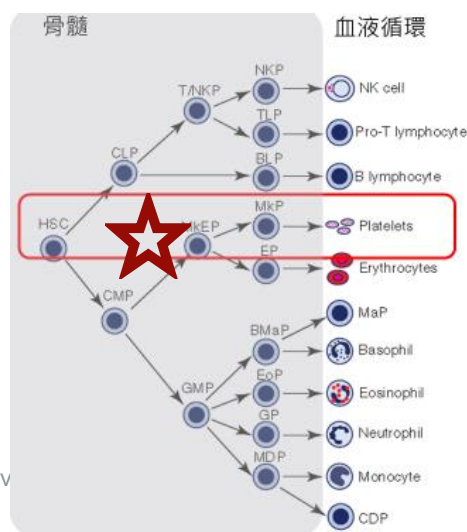 骨髓 血液循環
NKP
T/NKP NK cell
TLP
CLP Pro-T lymphocyte
BLP
B lymphocyte
HSC MkP
MkEP Platelets
EP
Erythrocytes
CMP
MaP
BMaP
Basophil
EoP
GMP Eosinophil
GP
Neutrophil
MDP
Monocyte
CDP